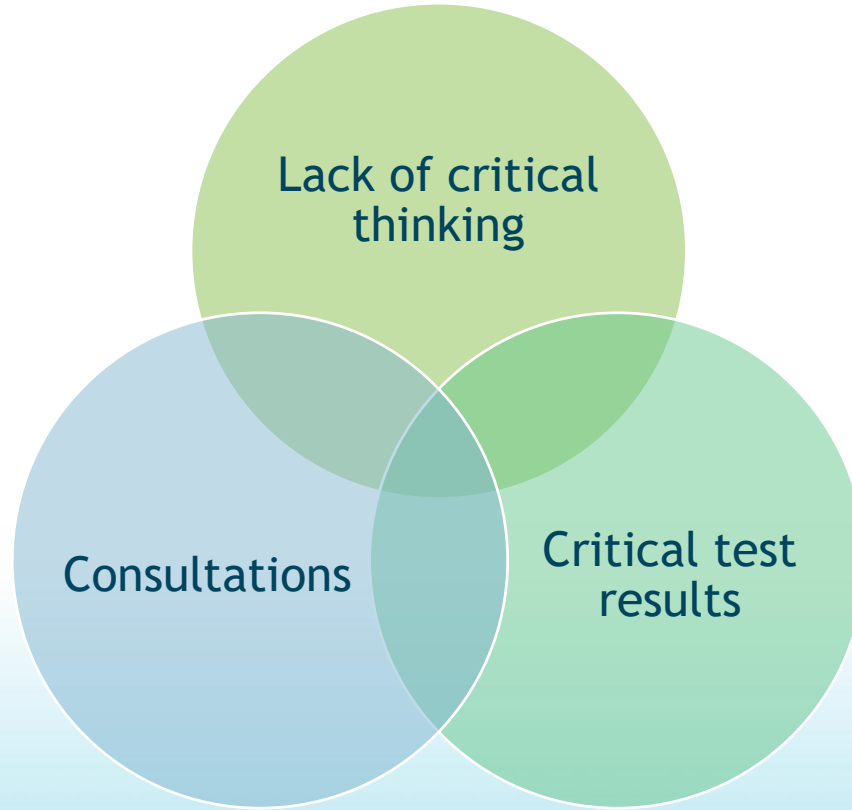 Lack of critical
thinking
Consultations
Critical test
results